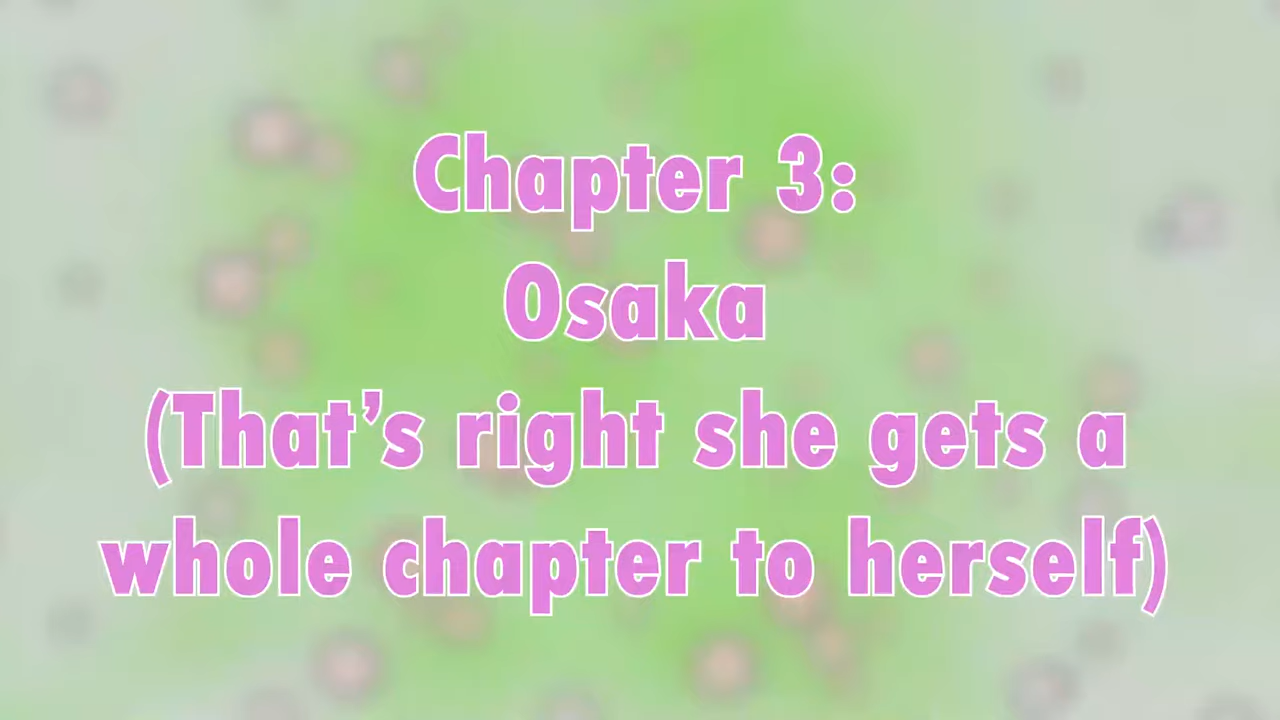 Chapter 3:
Osaka
(That’s right she gets a
whole chapter to herself)